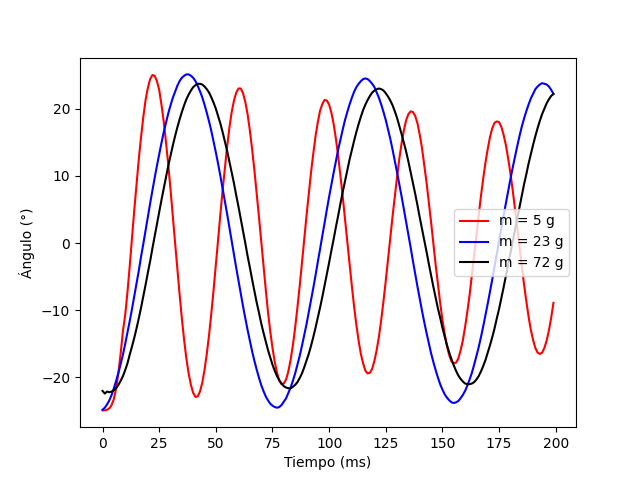 20
10
0
−10
−20
Ángulo (°)
m = 5 g
m = 23 g
m = 72 g
0 25 50 75 100 125 150 175 200
Tiempo (ms)